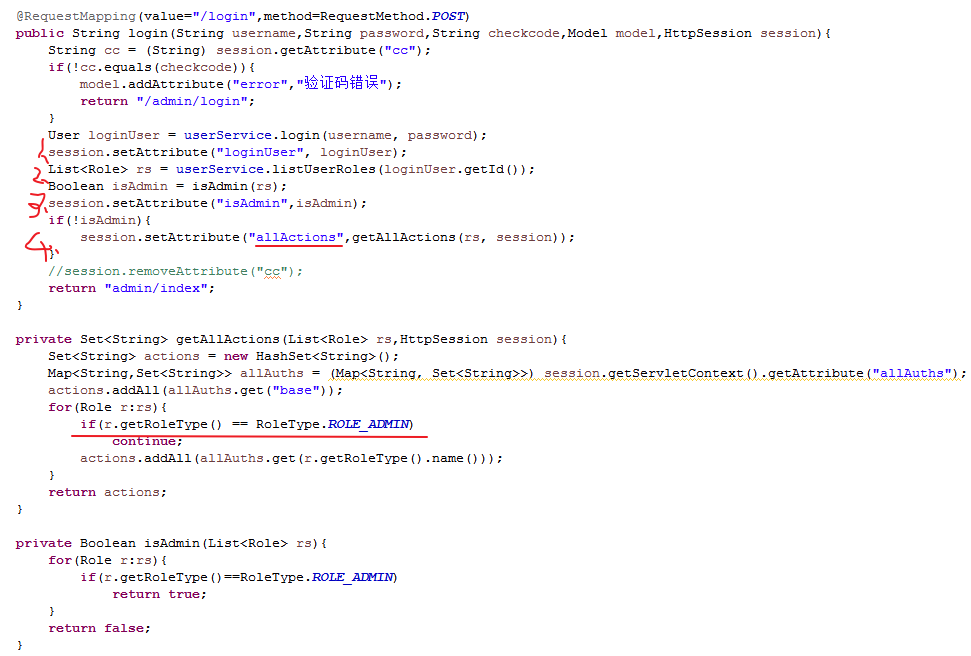 @RequestMapping(value="/login",method=RequestMethod.POST)
public String login(String username,String password,String checkcode,Model model,HttpSession session){
String cc = (String) session.getAttribute("cc");
if(!cc.equals(checkcode)){
model.addAttribute("error","验证码错误");
return "/admin/login";
}
User loginUser = userService.login(username, password);
1. session.setAttribute("loginUser", loginUser);
List<Role> rs = userService.listUserRoles(loginUser.getId());
2. Boolean isAdmin = isAdmin(rs);
3. session.setAttribute("isAdmin",isAdmin);
if(!isAdmin){
session.setAttribute("allActions",getAllActions(rs, session));
4. }
//session.removeAttribute("cc");
return "admin/index";
}
private Set<String> getAllActions(List<Role> rs,HttpSession session){
Set<String> actions = new HashSet<String>();
Map<String,Set<String>> allAuths = (Map<String, Set<String>>) session.getServletContext().getAttribute("allAuths");
actions.addAll(allAuths.get("base"));
for(Role r:rs){
if(r.getRoleType() == RoleType.ROLE_ADMIN)
continue;
actions.addAll(allAuths.get(r.getRoleType().name()));
}
return actions;
}
private Boolean isAdmin(List<Role> rs){
for(Role r:rs){
if(r.getRoleType()==RoleType.ROLE_ADMIN)
return true;
}
return false;
}